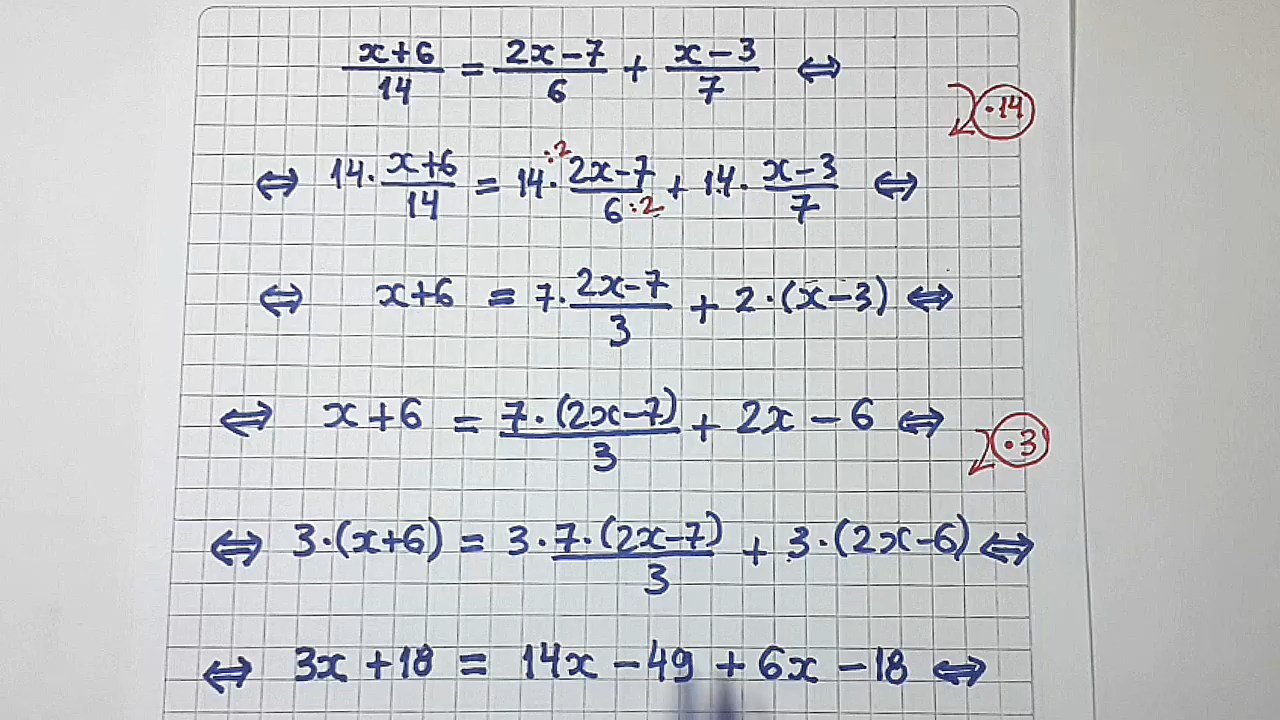 (x+6)/14 = (2x-7)/6 + (x-3)/7 ⇔
·14
⇔ 14·(x+6)/14 = 14:2·(2x-7)/6:2 + 14·(x-3)/7 ⇔
⇔ x+6 = 7·(2x-7)/3 + 2·(x-3) ⇔
⇔ x+6 = 7·(2x-7)/3 + 2x-6 ⇔
·3
⇔ 3·(x+6) = 3·7·(2x-7)/3 + 3·(2x-6) ⇔
⇔ 3x+18 = 14x-49+6x-18 ⇔